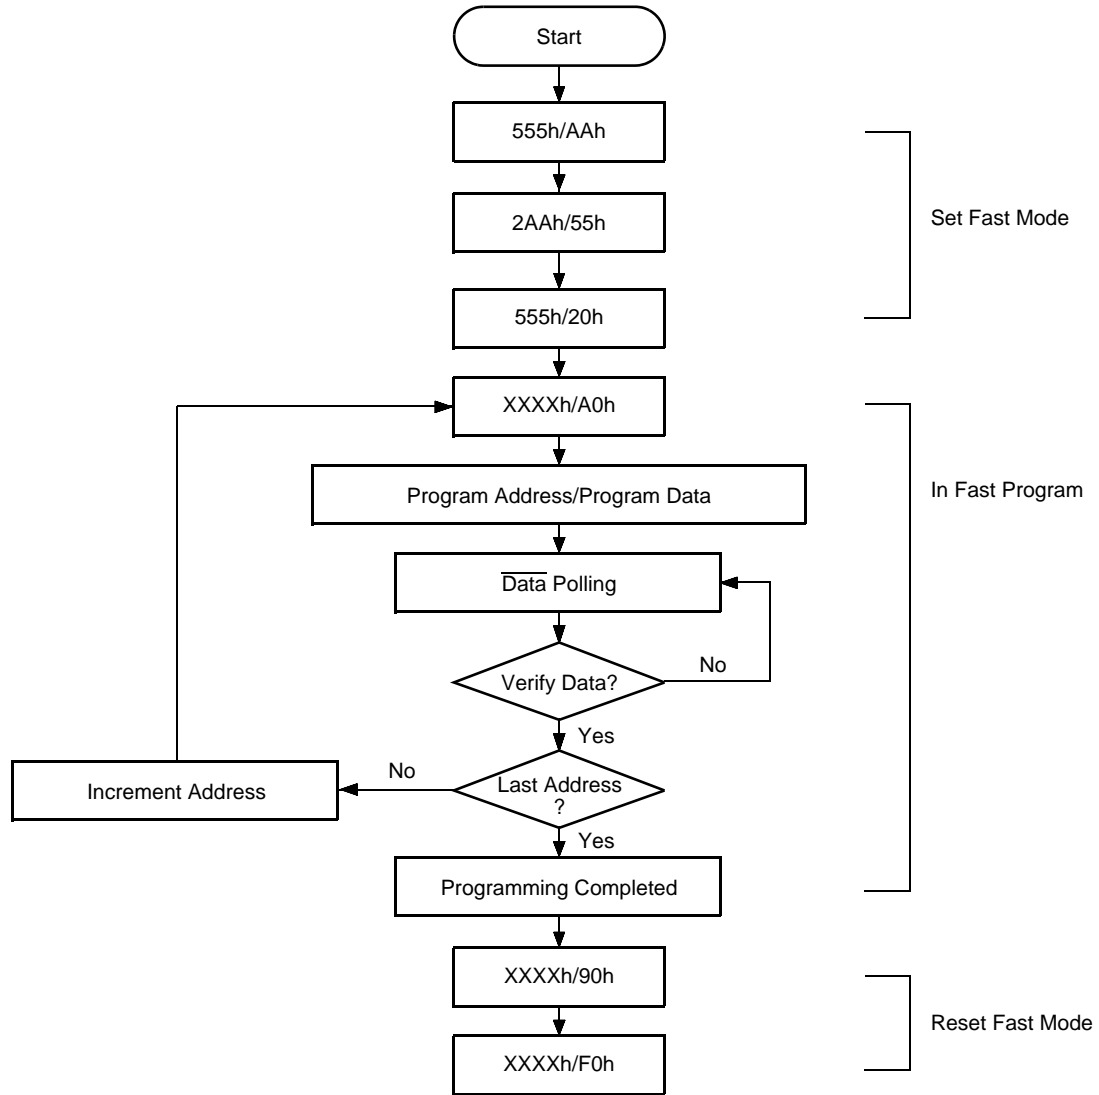 Start
555h/AAh
2AAh/55h
Set Fast Mode
555h/20h
XXXXh/A0h
Program Address/Program Data
In Fast Program
Data Polling
Verify Data?
No
Yes
Increment Address
No
Last Address
?
Yes
Programming Completed
XXXXh/90h
Reset Fast Mode
XXXXh/F0h